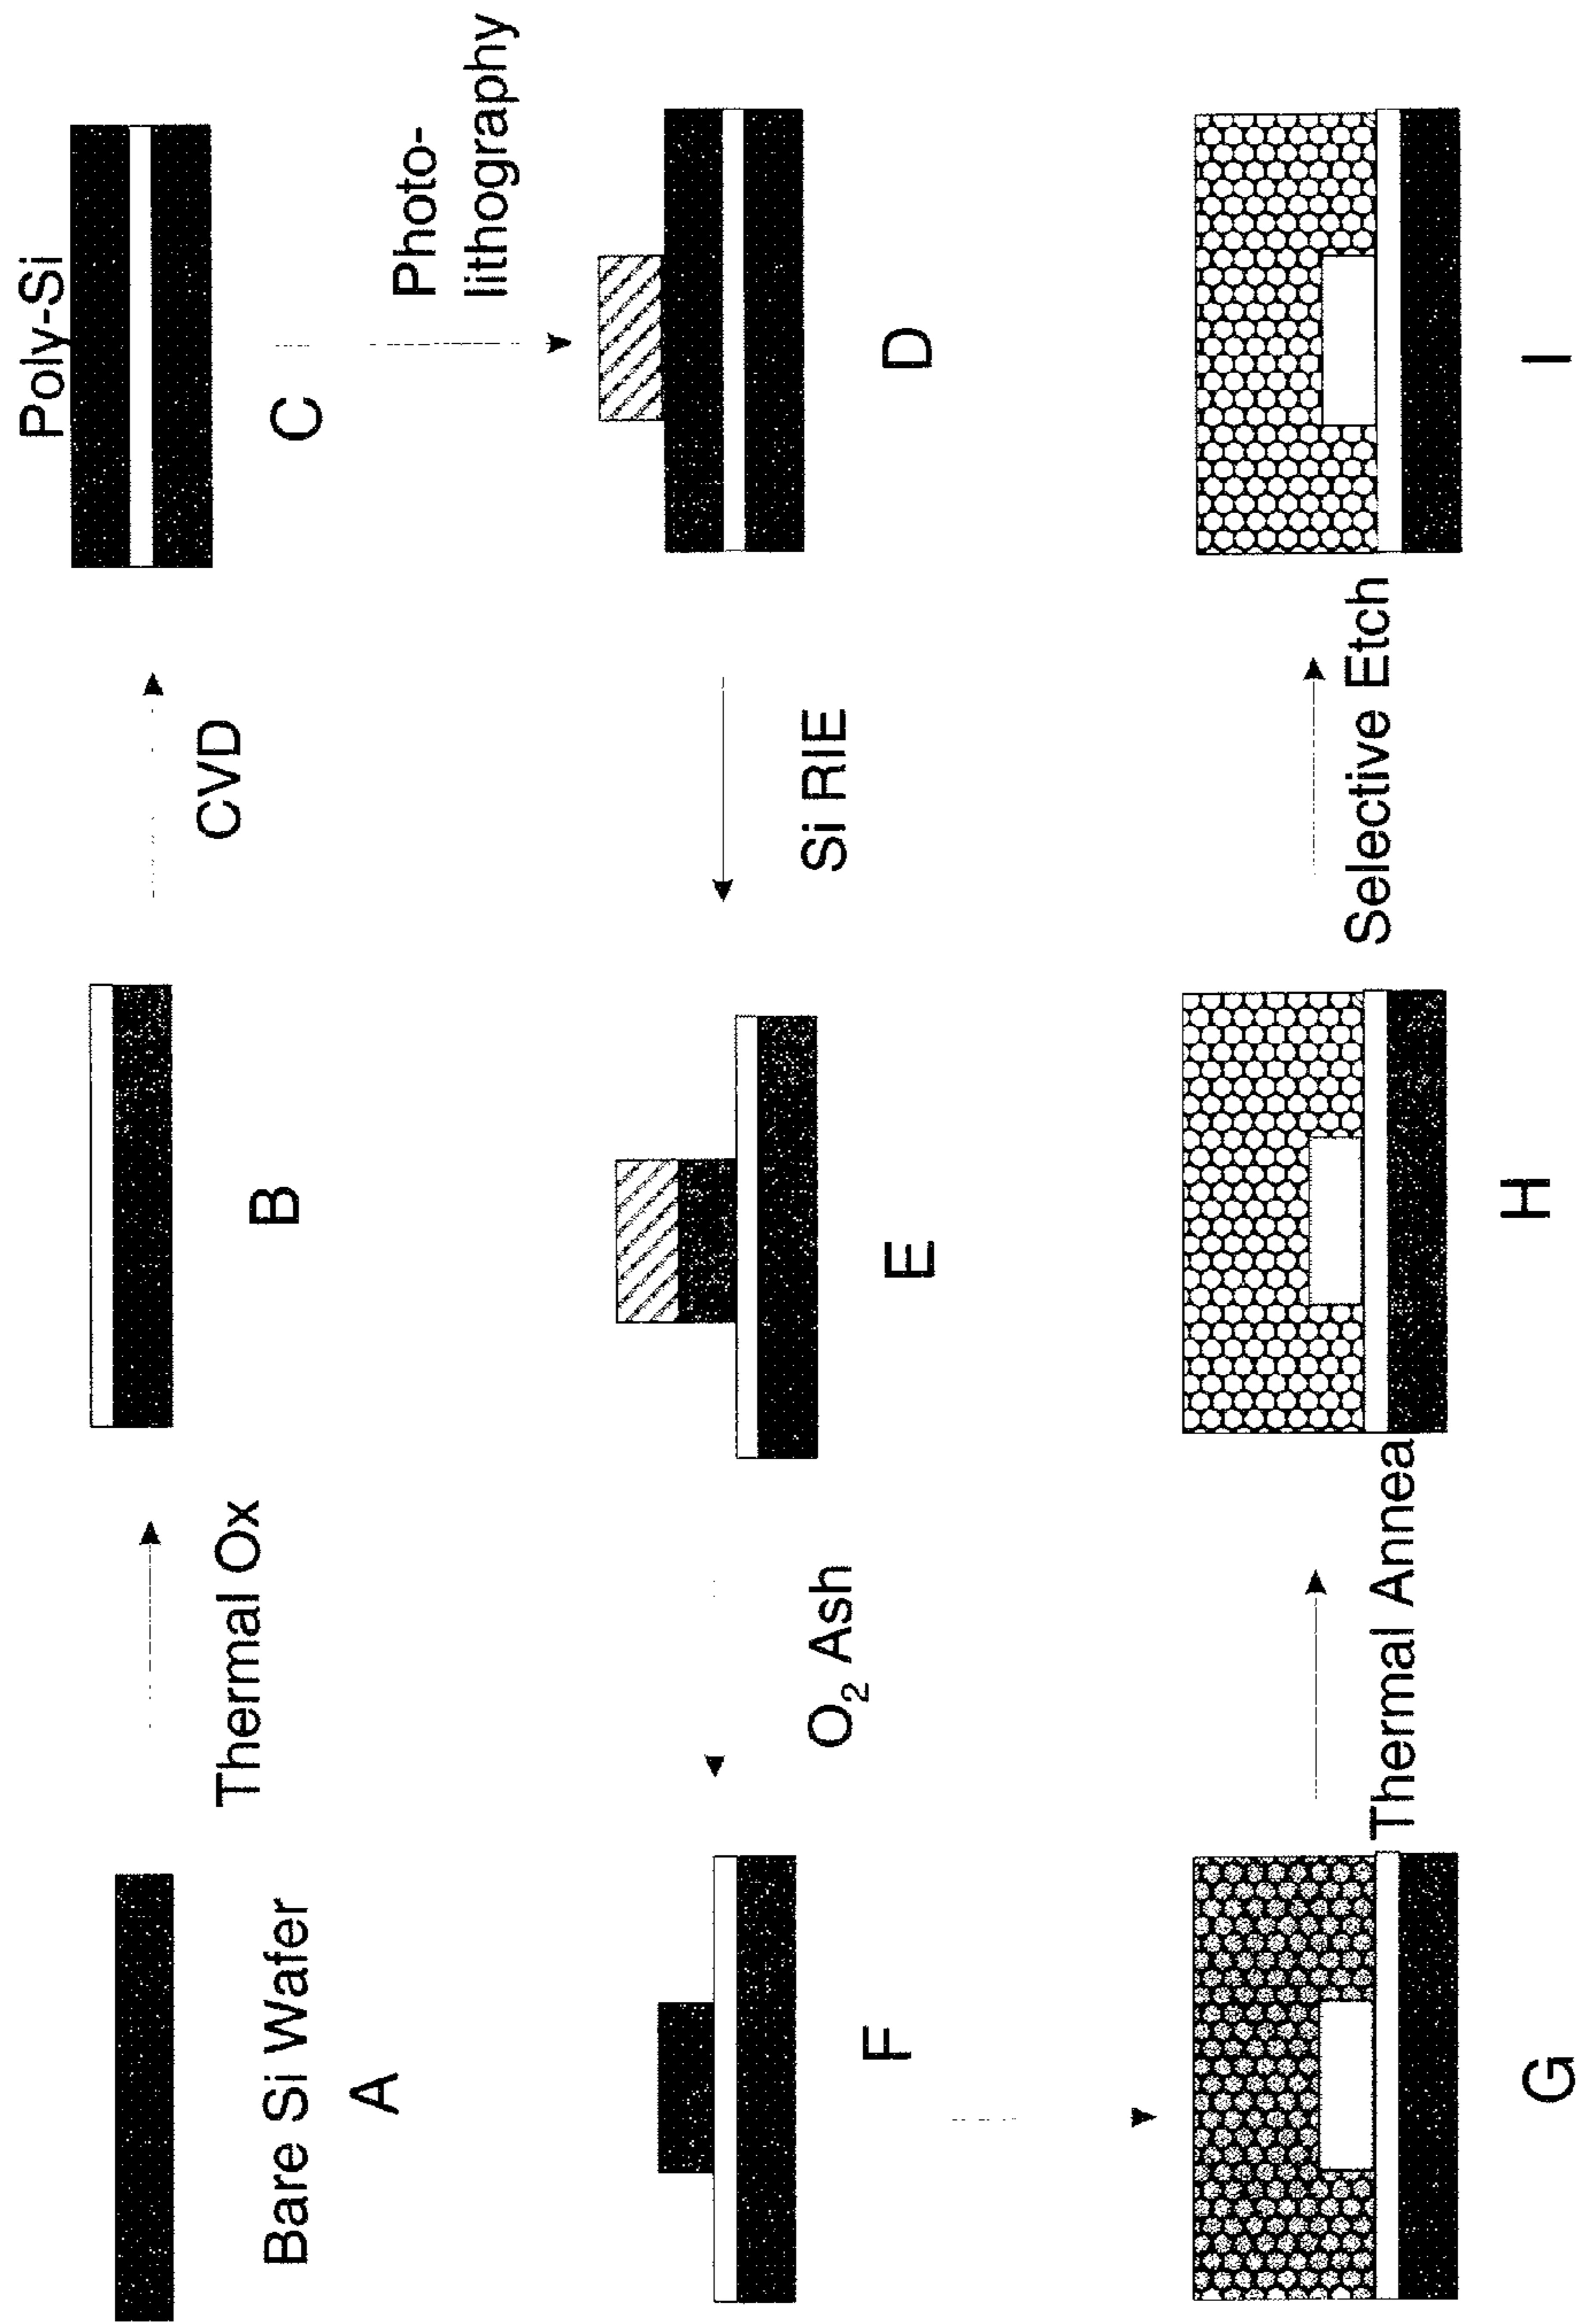 Bare Si Wafer
A
Thermal Ox
B
CVD
Poly-Si
C
Photo-
lithography
D
Si RIE
E
O₂ Ash
F
G
Thermal Annea
H
Selective Etch
I